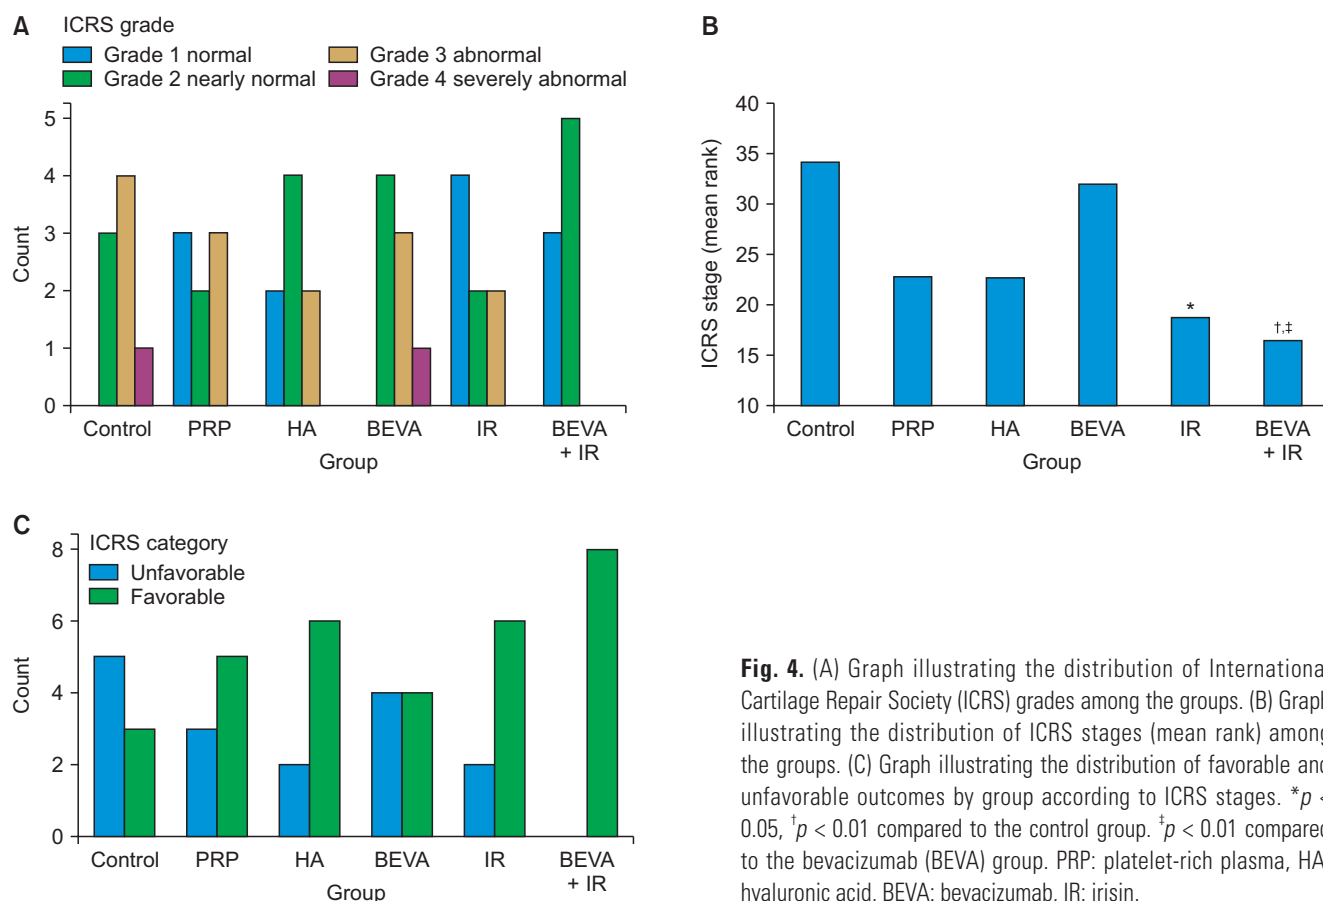 A
ICRS grade
Grade 1 normal
Grade 3 abnormal
Grade 2 nearly normal
Grade 4 severely abnormal
Count
5
4
3
2
1
0
Control PRP HA BEVA IR BEVA + IR
Group
B
ICRS stage (mean rank)
40
35
30
25
20
15
10
*
†,‡
Control PRP HA BEVA IR BEVA + IR
Group
C
ICRS category
Unfavorable
Favorable
Count
8
6
4
2
0
Control PRP HA BEVA IR BEVA + IR
Group
Fig. 4. (A) Graph illustrating the distribution of Internationa
Cartilage Repair Society (ICRS) grades among the groups. (B) Graph
illustrating the distribution of ICRS stages (mean rank) among
the groups. (C) Graph illustrating the distribution of favorable and
unfavorable outcomes by group according to ICRS stages. *p <
0.05, †p < 0.01 compared to the control group. ‡p < 0.01 compared
to the bevacizumab (BEVA) group. PRP: platelet-rich plasma, HA
hyaluronic acid, BEVA: bevacizumab, IR: irisin.